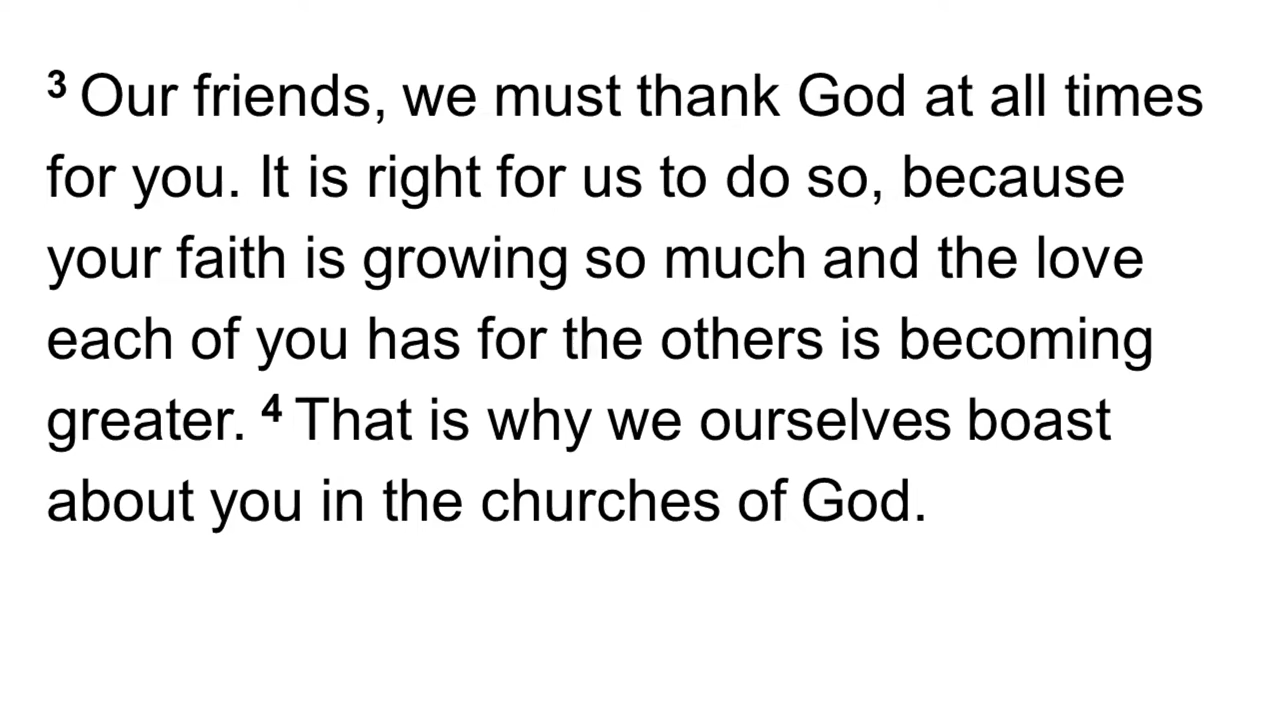 ³ Our friends, we must thank God at all times
for you. It is right for us to do so, because
your faith is growing so much and the love
each of you has for the others is becoming
greater. ⁴ That is why we ourselves boast
about you in the churches of God.